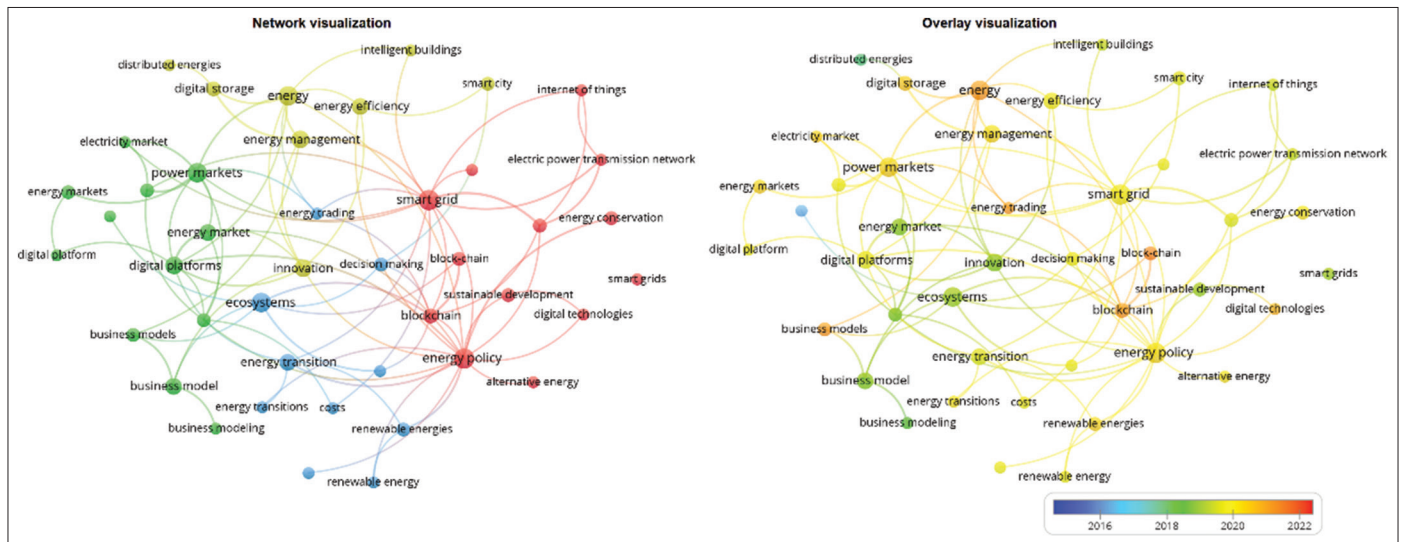 Network visualization
intelligent buildings
distributed energies
digital storage
energy
smart city
internet of things
energy efficiency
electricity market
energy management
electric power transmission network
power markets
energy markets
smart grid
energy trading
energy conservation
energy market
digital platform
digital platforms
innovation
decision making
block-chain
smart grids
ecosystems
sustainable development
blockchain
digital technologies
business models
energy transition
energy policy
business model
alternative energy
energy transitions
costs
business modeling
renewable energies
renewable energy
Overlay visualization
intelligent buildings
distributed energies
digital storage
energy
smart city
internet of things
energy efficiency
electricity market
energy management
electric power transmission network
power markets
energy markets
smart grid
energy trading
energy conservation
energy market
digital platform
digital platforms
innovation
decision making
block-chain
smart grids
ecosystems
sustainable development
blockchain
digital technologies
business models
energy transition
energy policy
business model
alternative energy
energy transitions
costs
business modeling
renewable energies
renewable energy
2016 2018 2020 2022